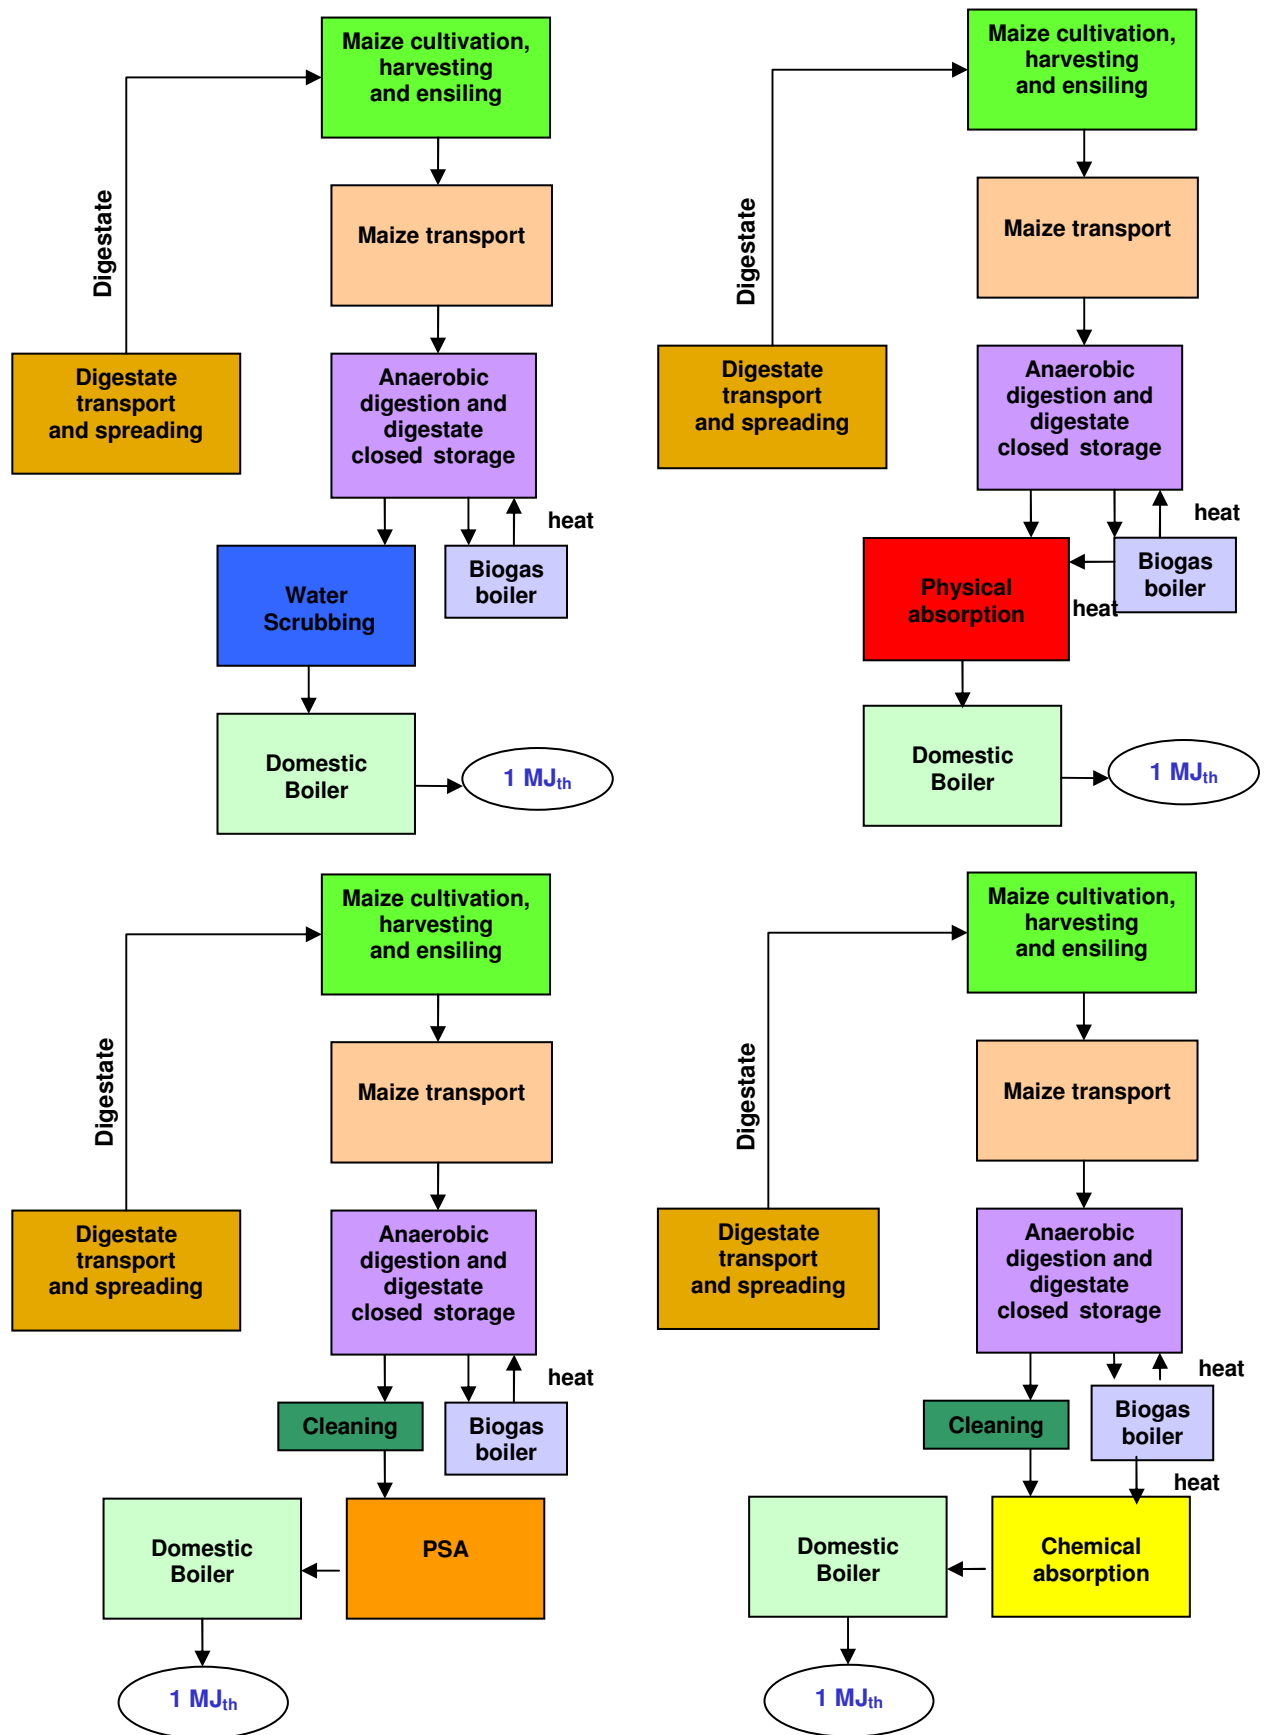 Maize cultivation,
harvesting
and ensiling
Digestate
Maize transport
Digestate
transport
and spreading
Anaerobic
digestion and
digestate
closed storage
heat
Water
Scrubbing
Biogas
boiler
Domestic
Boiler
1 MJth
Maize cultivation,
harvesting
and ensiling
Digestate
Maize transport
Digestate
transport
and spreading
Anaerobic
digestion and
digestate
closed storage
heat
Physical
absorption
heat
Biogas
boiler
Domestic
Boiler
1 MJth
Maize cultivation,
harvesting
and ensiling
Digestate
Maize transport
Digestate
transport
and spreading
Anaerobic
digestion and
digestate
closed storage
heat
Cleaning
Biogas
boiler
Domestic
Boiler
PSA
1 MJth
Maize cultivation,
harvesting
and ensiling
Digestate
Maize transport
Digestate
transport
and spreading
Anaerobic
digestion and
digestate
closed storage
heat
Cleaning
Biogas
boiler
heat
Domestic
Boiler
Chemical
absorption
1 MJth